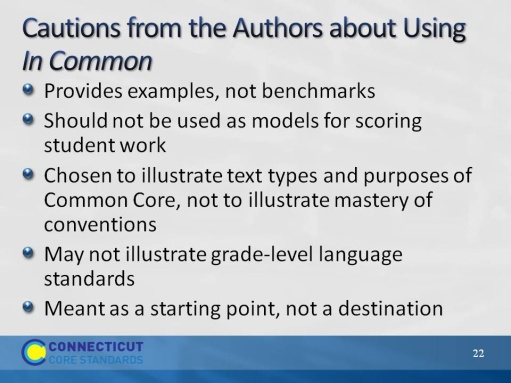 Cautions from the Authors about Using
In Common
Provides examples, not benchmarks
Should not be used as models for scoring
student work
Chosen to illustrate text types and purposes of
Common Core, not to illustrate mastery of
conventions
May not illustrate grade-level language
standards
Meant as a starting point, not a destination
CONNECTICUT
CORE STANDARDS
22